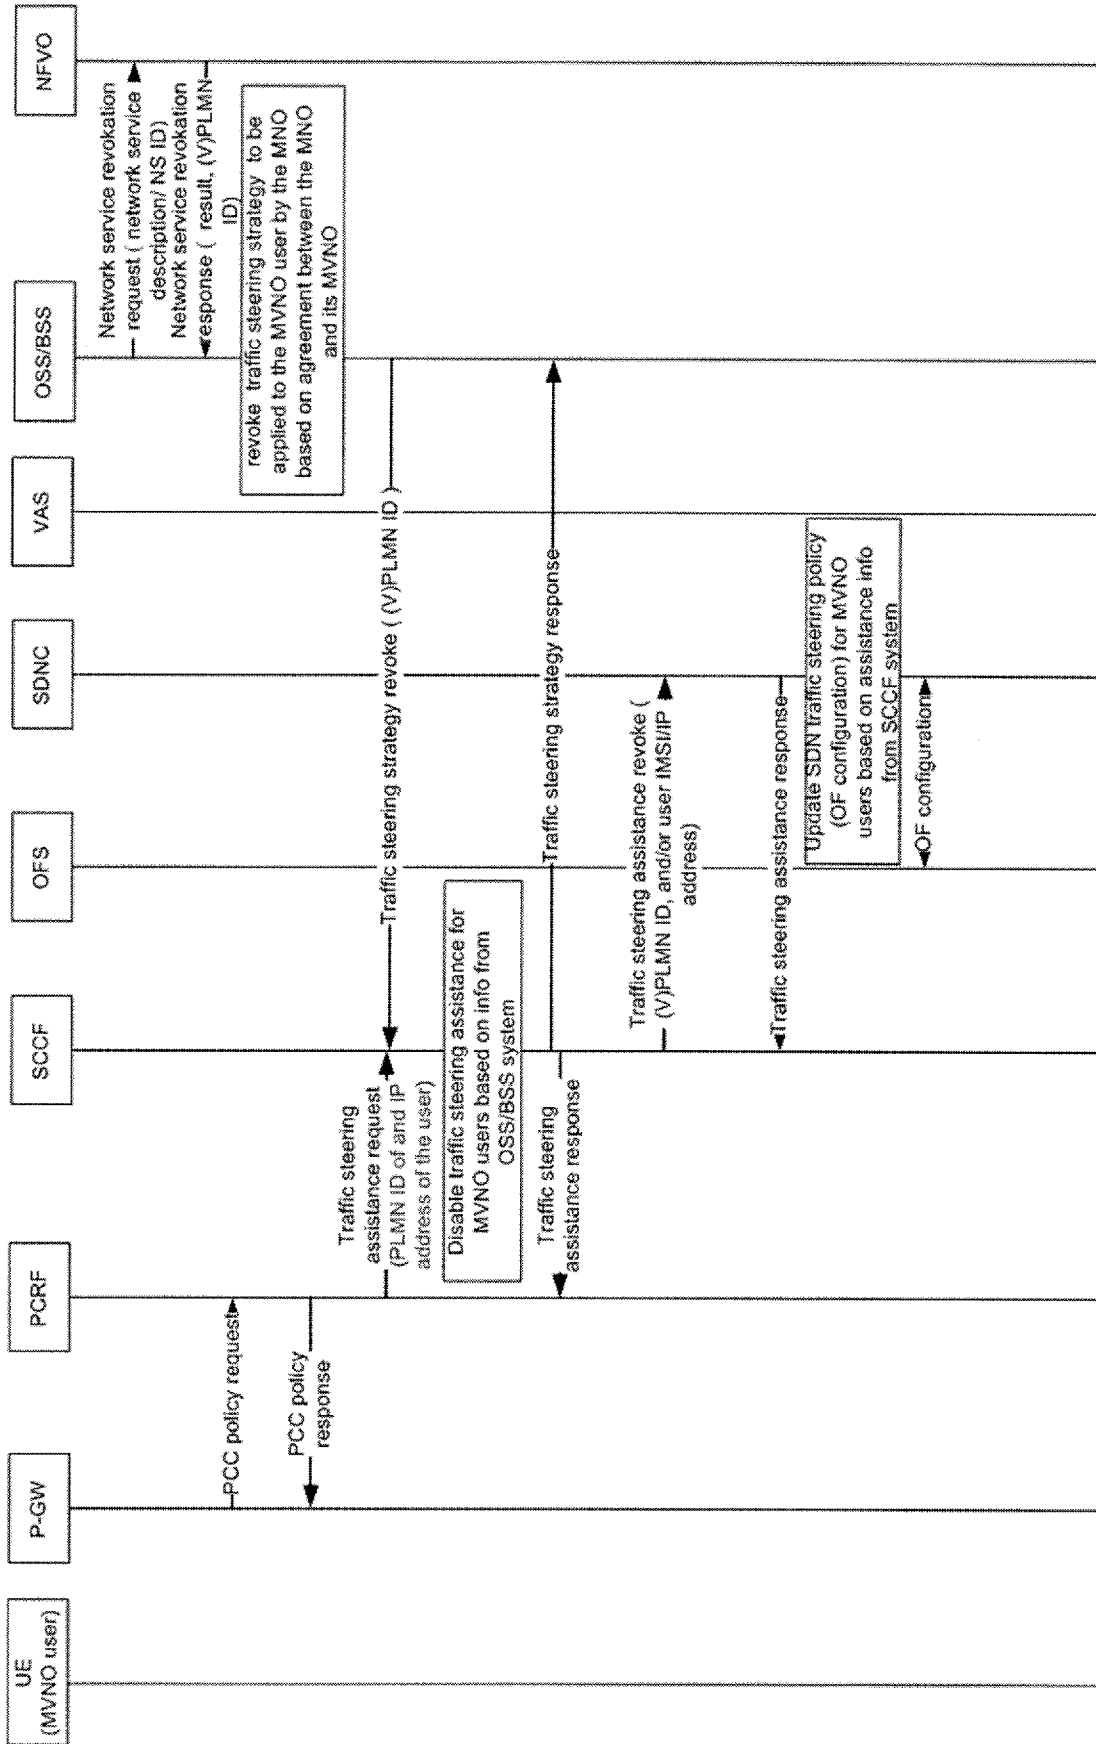 UE
(MVNO user)
P-GW
PCRF
SCCF
OFS
SDNC
VAS
OSS/BSS
NFVO
Network service revokation
request ( network service
description/ NS ID)
Network service revokation
response ( result, (V)PLMN
ID)
revoke traffic steering strategy to be
applied to the MVNO user by the MNO
based on agreement between the MNO
and its MVNO
PCC policy request
PCC policy
response
Traffic steering
assistance request
(PLMN ID of and IP
address of the user)
Traffic steering strategy revoke ( (V)PLMN ID )
Disable traffic steering assistance for
MVNO users based on info from
OSS/BSS system
Traffic steering strategy response
Traffic steering
assistance response
Traffic steering assistance revoke (
(V)PLMN ID, and/or user IMSI/IP
address)
Traffic steering assistance response
Update SDN traffic steering policy
(OF configuration) for MVNO
users based on assistance info
from SCCF system
OF configuration